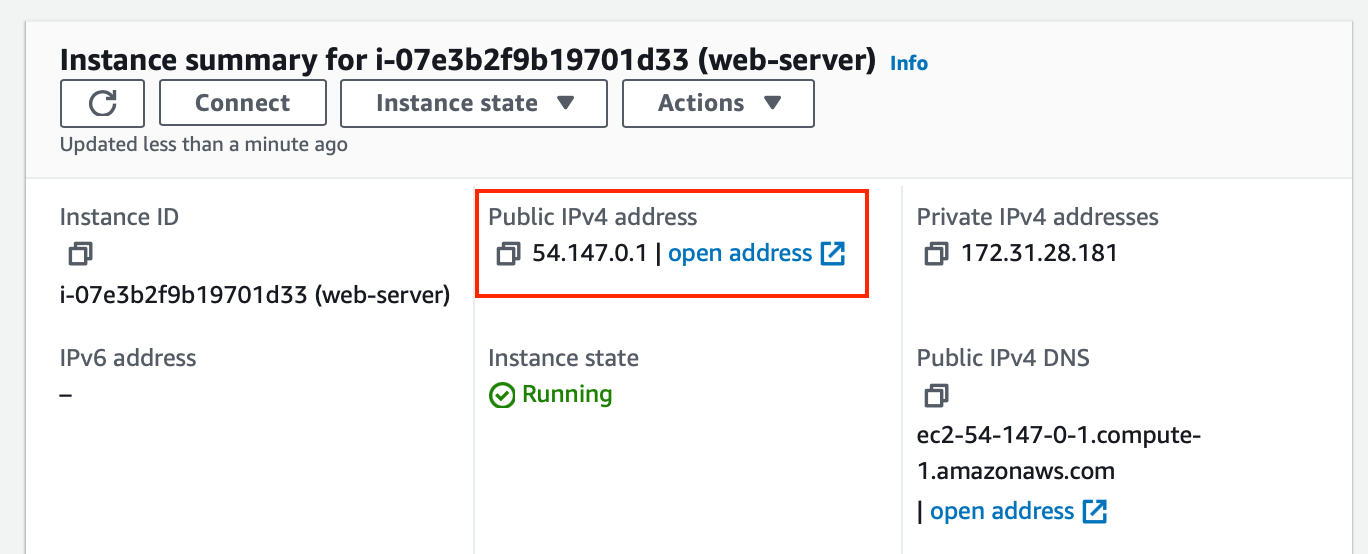 Instance summary for i-07e3b2f9b19701d33 (web-server) Info
Connect
Instance state
Actions
Updated less than a minute ago
Instance ID
i-07e3b2f9b19701d33 (web-server)
Public IPv4 address
54.147.0.1 | open address
Private IPv4 addresses
172.31.28.181
IPv6 address
–
Instance state
Running
Public IPv4 DNS
ec2-54-147-0-1.compute-
1.amazonaws.com
| open address